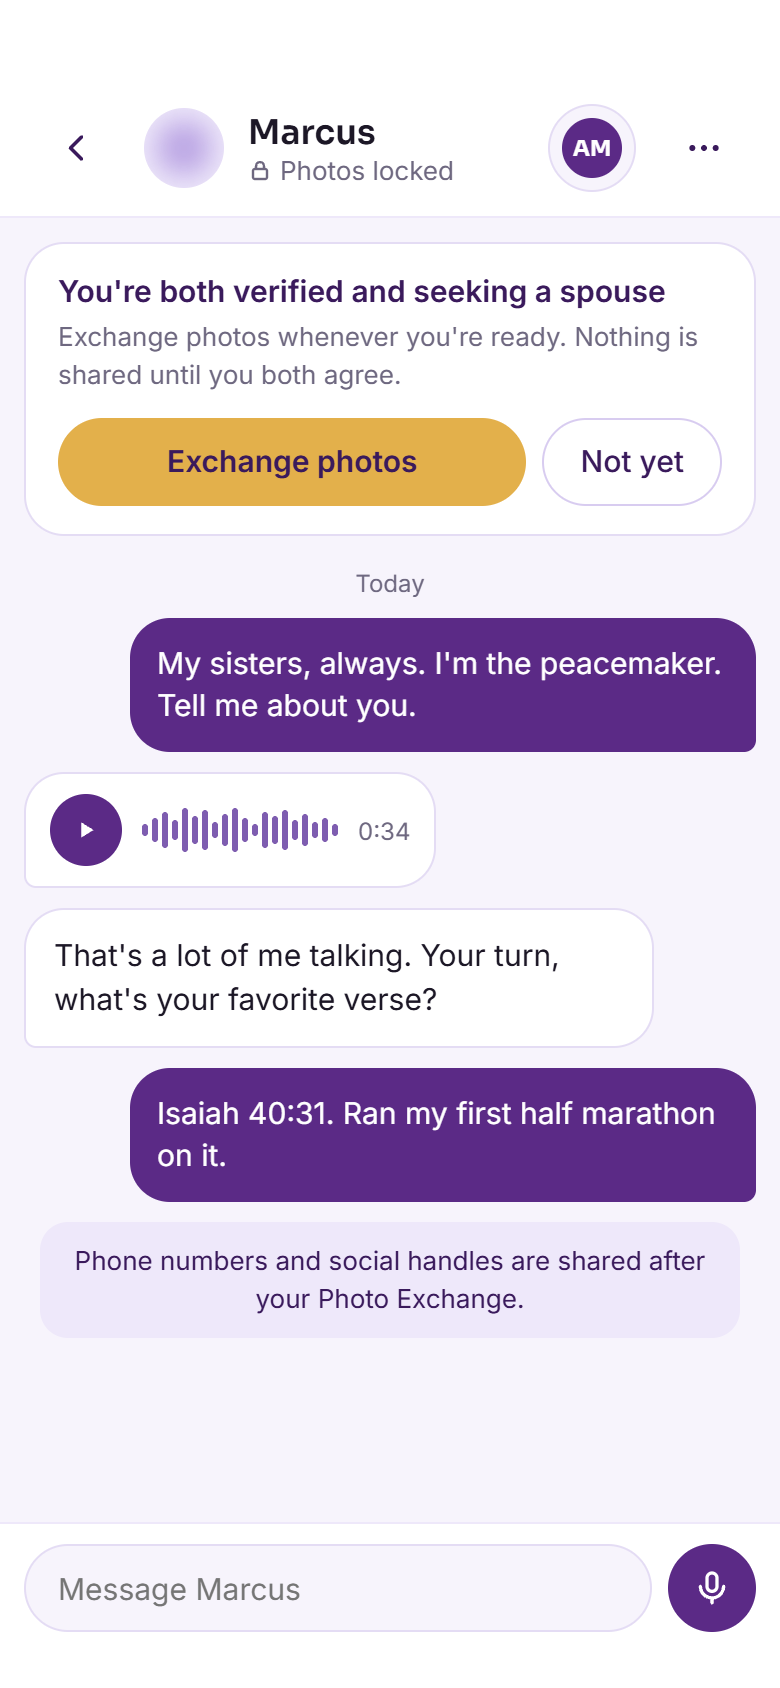 Marcus
Photos locked
AM
You're both verified and seeking a spouse
Exchange photos whenever you're ready. Nothing is
shared until you both agree.
Exchange photos
Not yet
Today
My sisters, always. I'm the peacemaker.
Tell me about you.
0:34
That's a lot of me talking. Your turn,
what's your favorite verse?
Isaiah 40:31. Ran my first half marathon
on it.
Phone numbers and social handles are shared after
your Photo Exchange.
Message Marcus